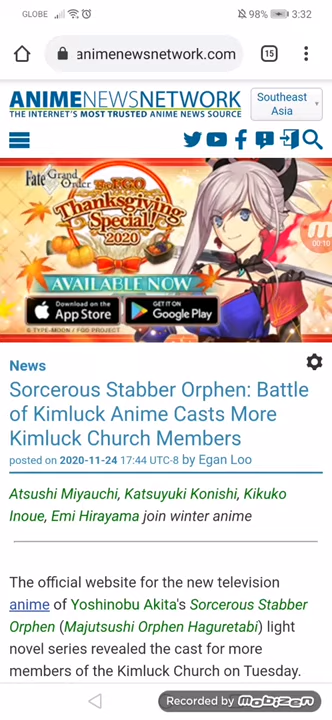 GLOBE 98% 3:32
animenewsnetwork.com 15
ANIMENEWSNETWORK
THE INTERNET'S MOST TRUSTED ANIME NEWS SOURCE
Southeast
Asia
Fate Grand Order The FGO
Thanksgiving
Special!
2020
00:10
AVAILABLE NOW
Download on the
App Store
GET IT ON
Google Play
© TYPE-MOON / FGO PROJECT
News
Sorcerous Stabber Orphen: Battle
of Kimluck Anime Casts More
Kimluck Church Members
posted on 2020-11-24 17:44 UTC-8 by Egan Loo
Atsushi Miyauchi, Katsuyuki Konishi, Kikuko
Inoue, Emi Hirayama join winter anime
The official website for the new television
anime of Yoshinobu Akita's Sorcerous Stabber
Orphen (Majutsushi Orphen Haguretabi) light
novel series revealed the cast for more
members of the Kimluck Church on Tuesday.
Recorded by Mobizen